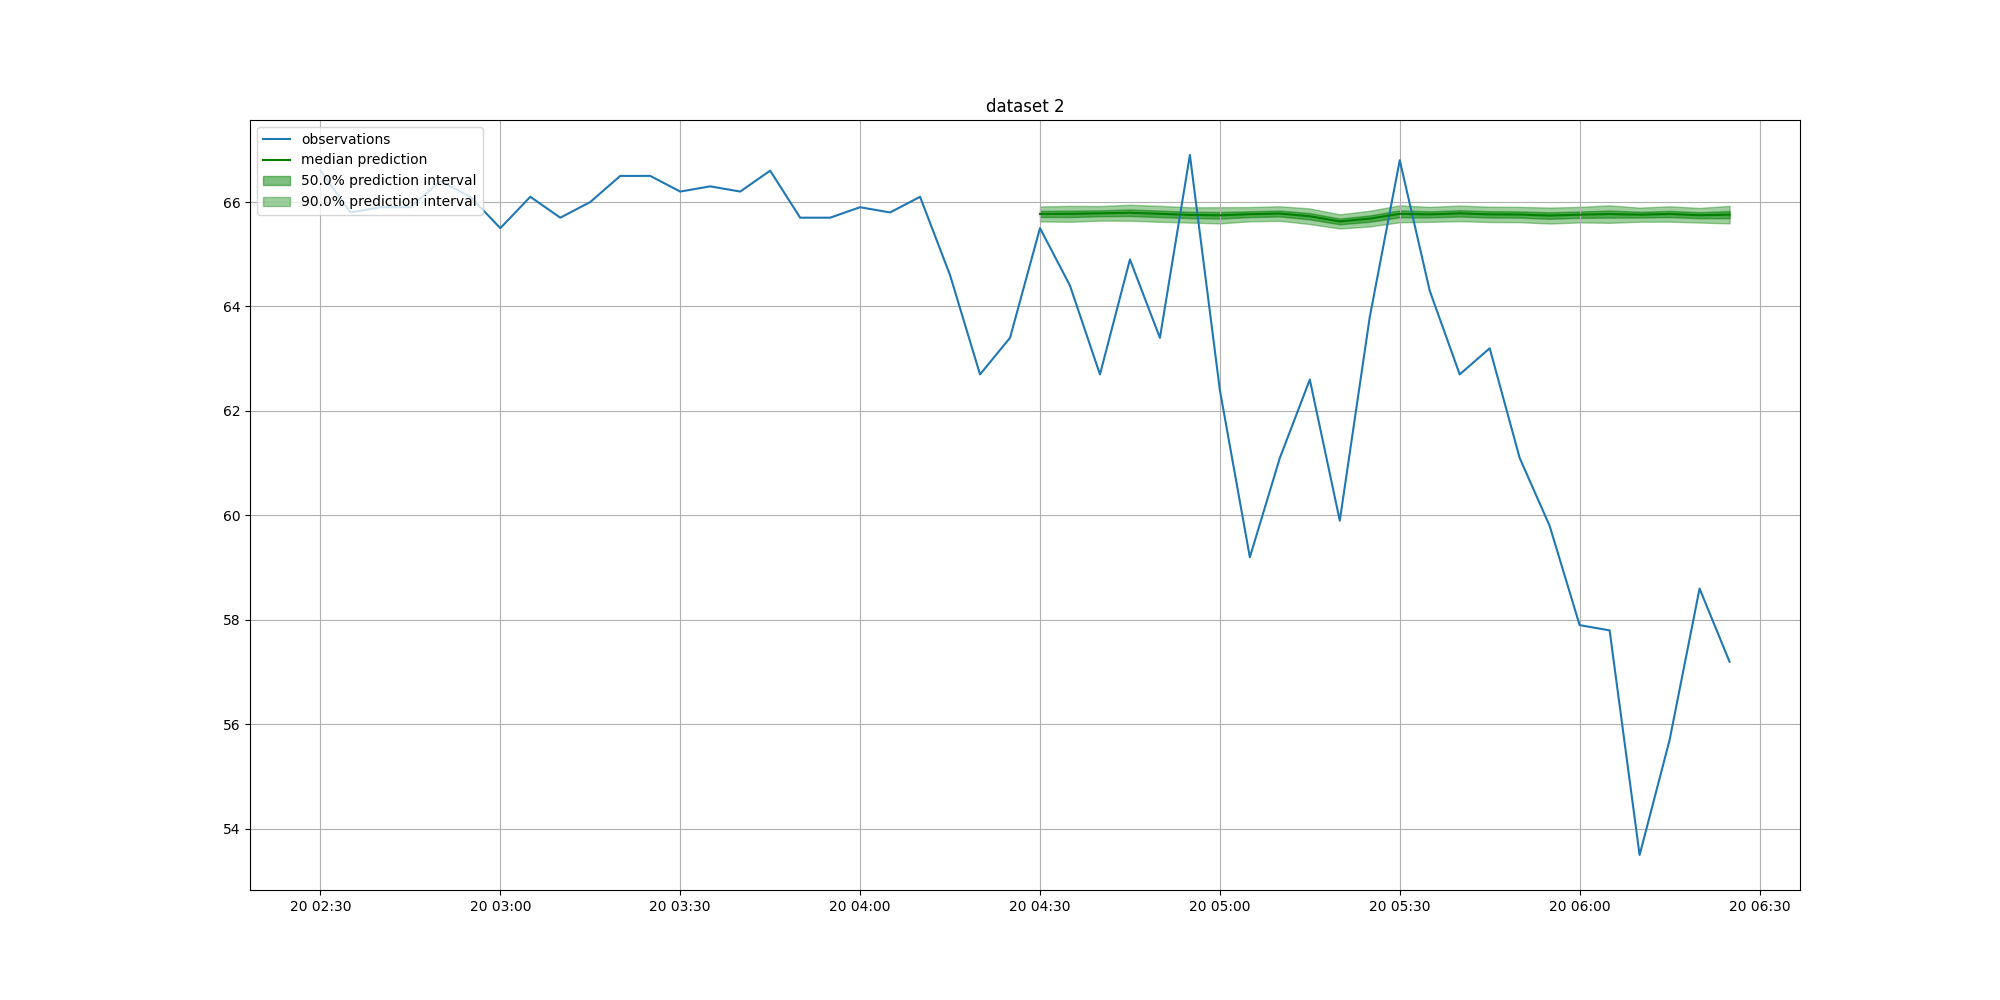 dataset 2
observations
median prediction
50.0% prediction interval
90.0% prediction interval
66
64
62
60
58
56
54
20 02:30 20 03:00 20 03:30 20 04:00 20 04:30 20 05:00 20 05:30 20 06:00 20 06:30